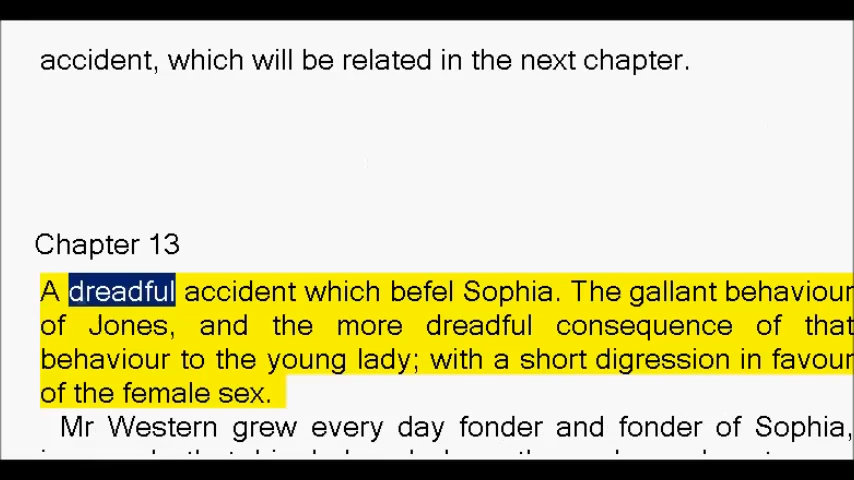 accident, which will be related in the next chapter.
Chapter 13
A dreadful accident which befel Sophia. The gallant behaviour
of Jones, and the more dreadful consequence of that
behaviour to the young lady; with a short digression in favour
of the female sex.
Mr Western grew every day fonder and fonder of Sophia,